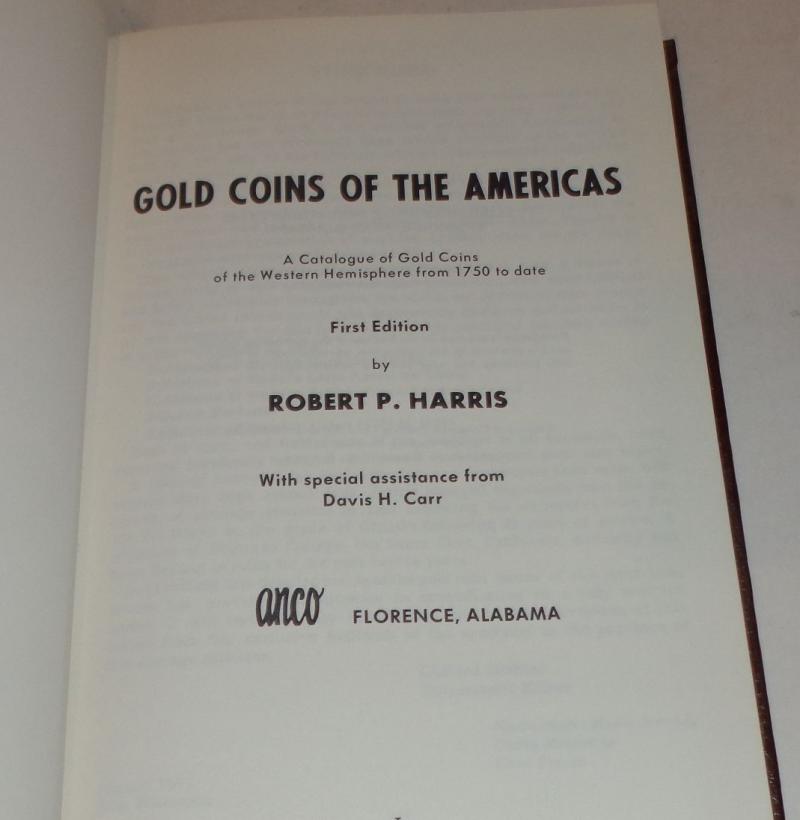 GOLD COINS OF THE AMERICAS
A Catalogue of Gold Coins
of the Western Hemisphere from 1750 to date
First Edition
by
ROBERT P. HARRIS
With special assistance from
Davis H. Carr
anco FLORENCE, ALABAMA